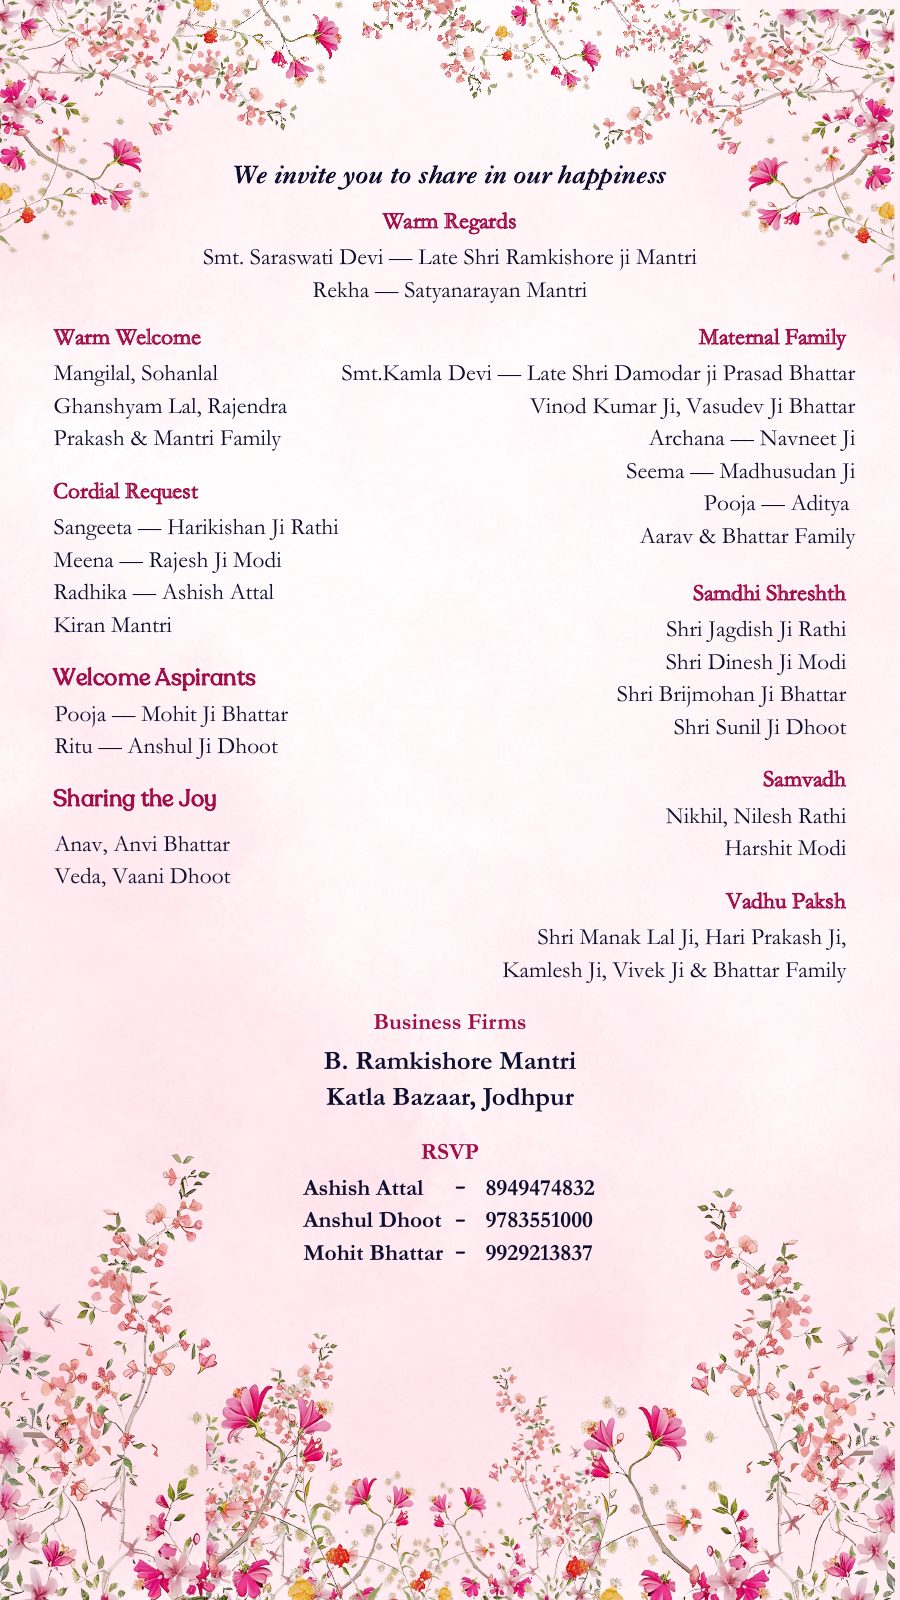 We invite you to share in our happiness
Warm Regards
Smt. Saraswati Devi — Late Shri Ramkishore ji Mantri
Rekha — Satyanarayan Mantri
Warm Welcome
Mangilal, Sohanlal
Ghanshyam Lal, Rajendra
Prakash & Mantri Family
Cordial Request
Sangeeta — Harikishan Ji Rathi
Meena — Rajesh Ji Modi
Radhika — Ashish Attal
Kiran Mantri
Welcome Aspirants
Pooja — Mohit Ji Bhattar
Ritu — Anshul Ji Dhoot
Sharing the Joy
Anav, Anvi Bhattar
Veda, Vaani Dhoot
Maternal Family
Smt.Kamla Devi — Late Shri Damodar ji Prasad Bhattar
Vinod Kumar Ji, Vasudev Ji Bhattar
Archana — Navneet Ji
Seema — Madhusudan Ji
Pooja — Aditya
Aarav & Bhattar Family
Samdhi Shreshth
Shri Jagdish Ji Rathi
Shri Dinesh Ji Modi
Shri Brijmohan Ji Bhattar
Shri Sunil Ji Dhoot
Samvadh
Nikhil, Nilesh Rathi
Harshit Modi
Vadhu Paksh
Shri Manak Lal Ji, Hari Prakash Ji,
Kamlesh Ji, Vivek Ji & Bhattar Family
Business Firms
B. Ramkishore Mantri
Katla Bazaar, Jodhpur
RSVP
Ashish Attal - 8949474832
Anshul Dhoot - 9783551000
Mohit Bhattar - 9929213837